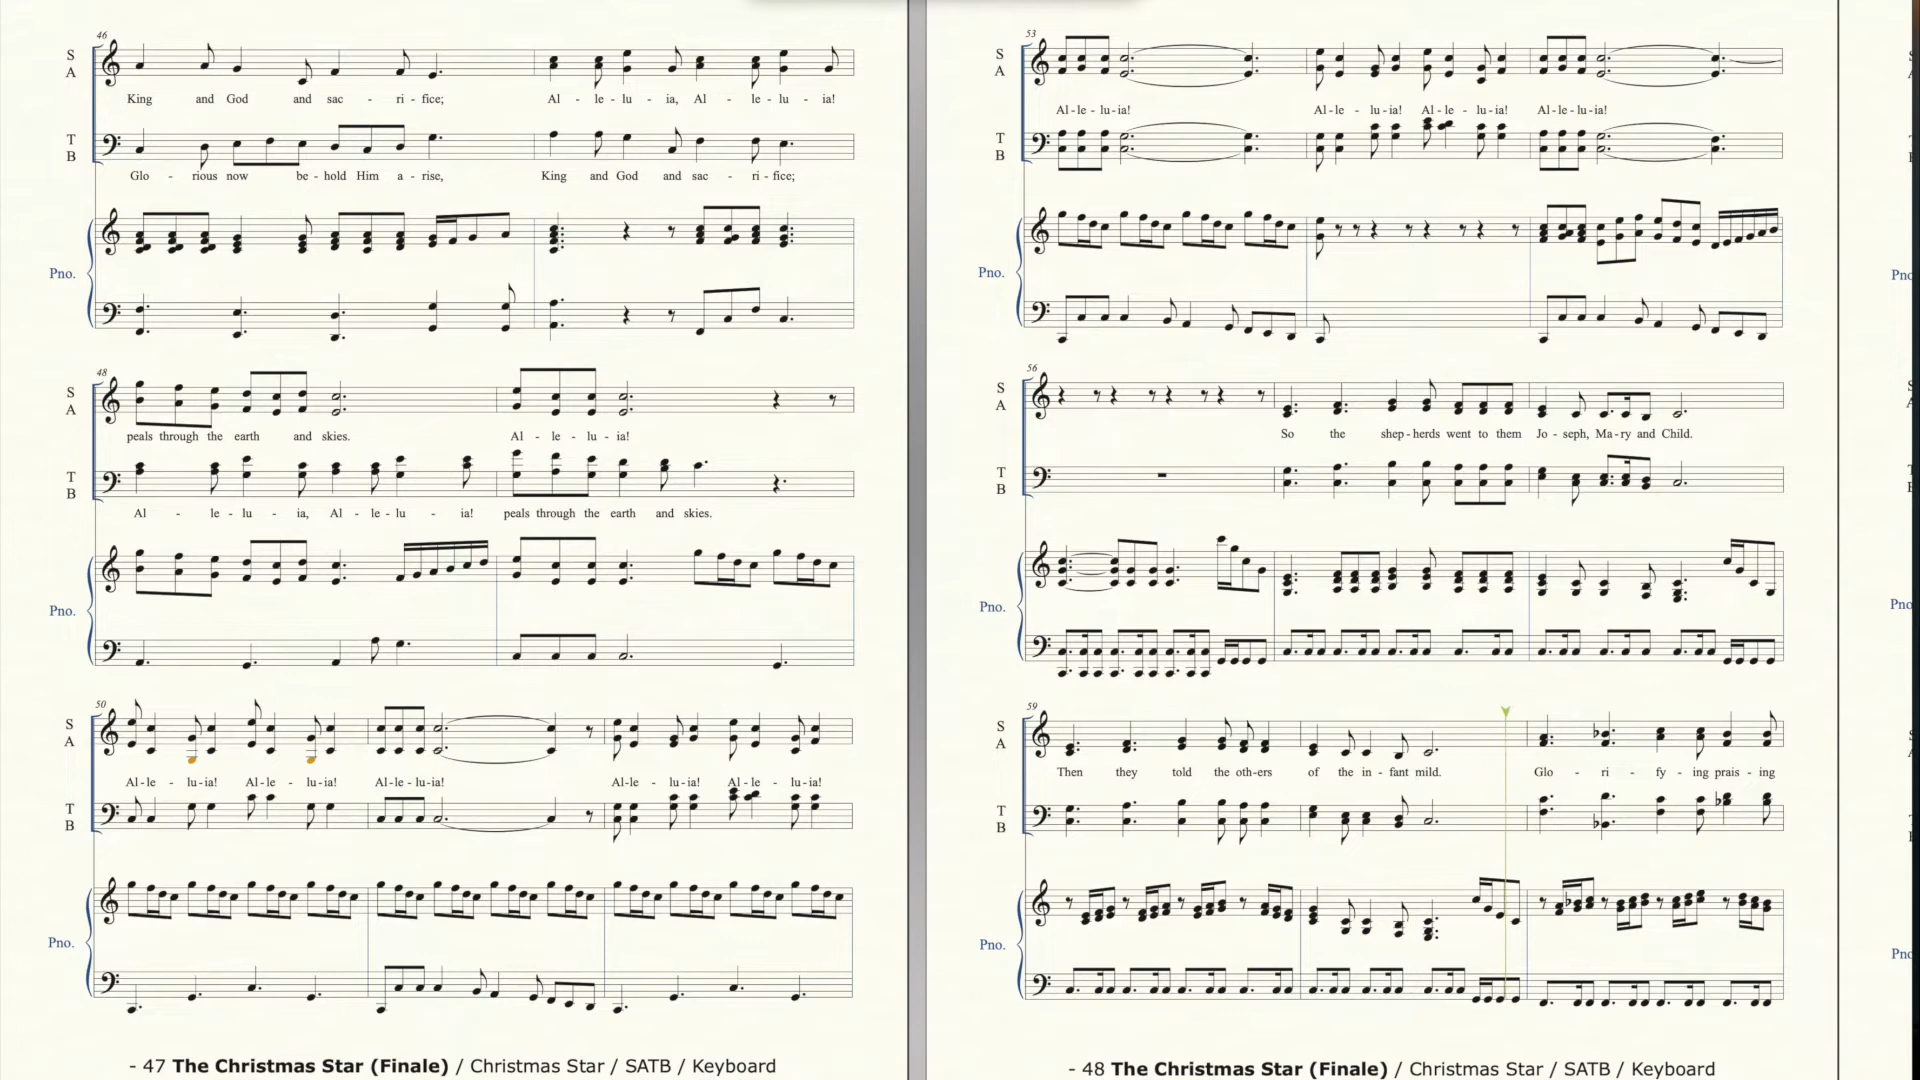 46
S
A
King and God and sac - ri - fice; Al - le - lu - ia, Al - le - lu - ia!
T
B
Glo - rious now be - hold Him a - rise, King and God and sac - ri - fice;
Pno.
48
S
A
peals through the earth and skies. Al - le - lu - ia!
T
B
Al - le - lu - ia, Al - le - lu - ia! peals through the earth and skies.
Pno.
50
S
A
Al - le - lu - ia! Al - le - lu - ia! Al - le - lu - ia! Al - le - lu - ia! Al - le - lu - ia!
T
B
Pno.
- 47 The Christmas Star (Finale) / Christmas Star / SATB / Keyboard
53
S
A
Al - le - lu - ia! Al - le - lu - ia! Al - le - lu - ia! Al - le - lu - ia!
T
B
Pno.
56
S
A
So the shep - herds went to them Jo - seph, Ma - ry and Child.
T
B
Pno.
59
S
A
Then they told the oth - ers of the in - fant mild. Glo - ri - fy - ing prais - ing
T
B
Pno.
- 48 The Christmas Star (Finale) / Christmas Star / SATB / Keyboard